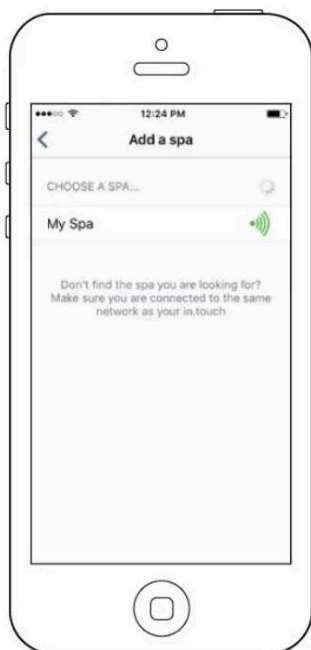 12:24 PM
Add a spa
CHOOSE A SPA...
My Spa
Don't find the spa you are looking for?
Make sure you are connected to the same
network as your in.touch